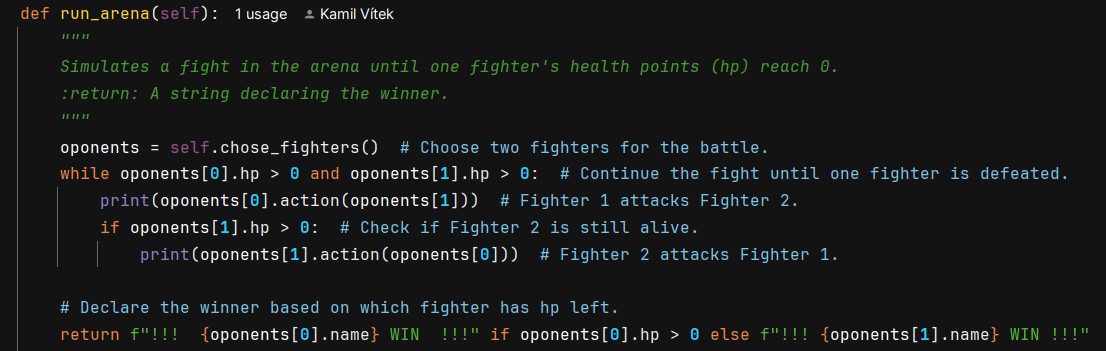 def run_arena(self): 1 usage Kamil Vítek
"""
Simulates a fight in the arena until one fighter's health points (hp) reach 0.
:return: A string declaring the winner.
"""
oponents = self.chose_fighters() # Choose two fighters for the battle.
while oponents[0].hp > 0 and oponents[1].hp > 0: # Continue the fight until one fighter is defeated.
print(oponents[0].action(oponents[1])) # Fighter 1 attacks Fighter 2.
if oponents[1].hp > 0: # Check if Fighter 2 is still alive.
print(oponents[1].action(oponents[0])) # Fighter 2 attacks Fighter 1.
# Declare the winner based on which fighter has hp left.
return f"!!!  {oponents[0].name} WIN  !!!" if oponents[0].hp > 0 else f"!!! {oponents[1].name} WIN !!!"